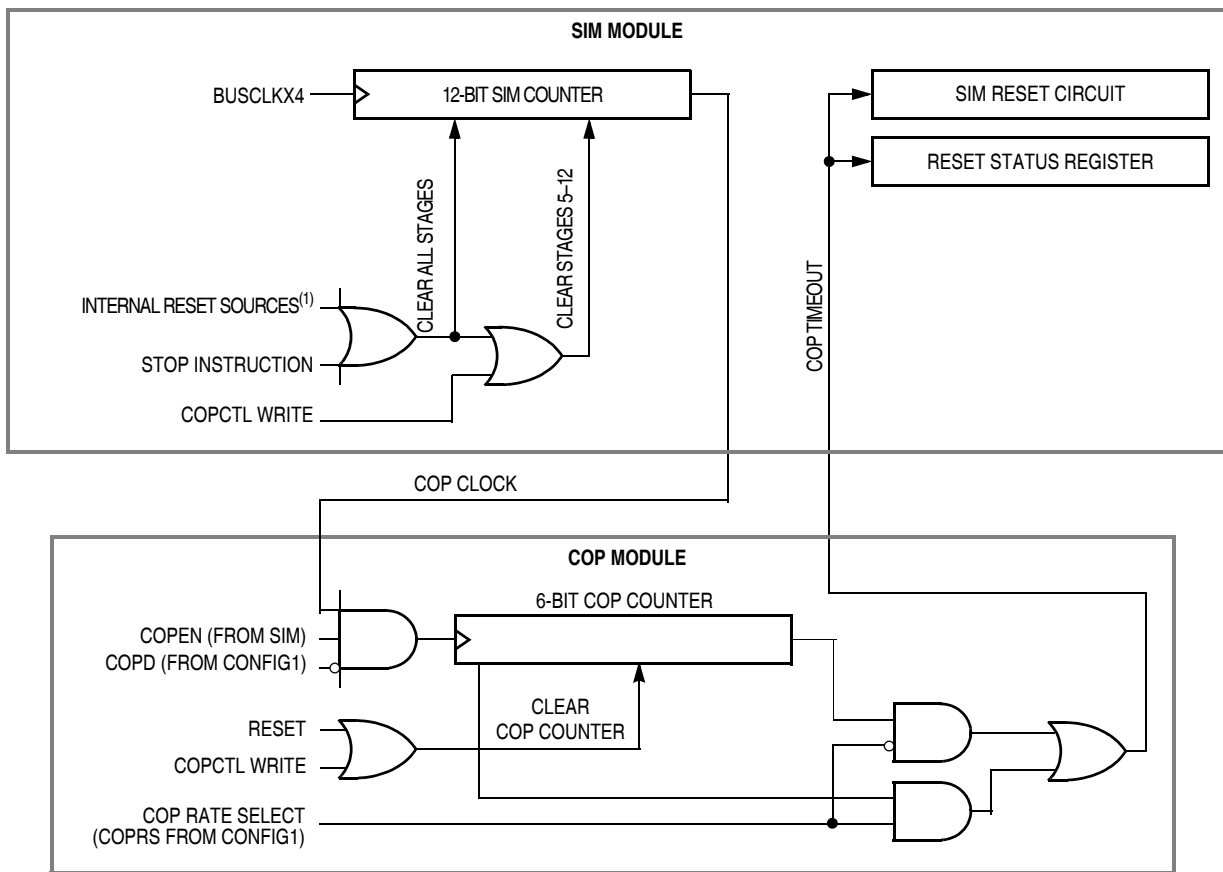 SIM MODULE
BUSCLKX4
12-BIT SIM COUNTER
SIM RESET CIRCUIT
RESET STATUS REGISTER
CLEAR ALL STAGES
CLEAR STAGES 5–12
INTERNAL RESET SOURCES(1)
STOP INSTRUCTION
COPCTL WRITE
COP TIMEOUT
COP CLOCK
COP MODULE
6-BIT COP COUNTER
COPEN (FROM SIM)
COPD (FROM CONFIG1)
CLEAR
COP COUNTER
RESET
COPCTL WRITE
COP RATE SELECT
(COPRS FROM CONFIG1)